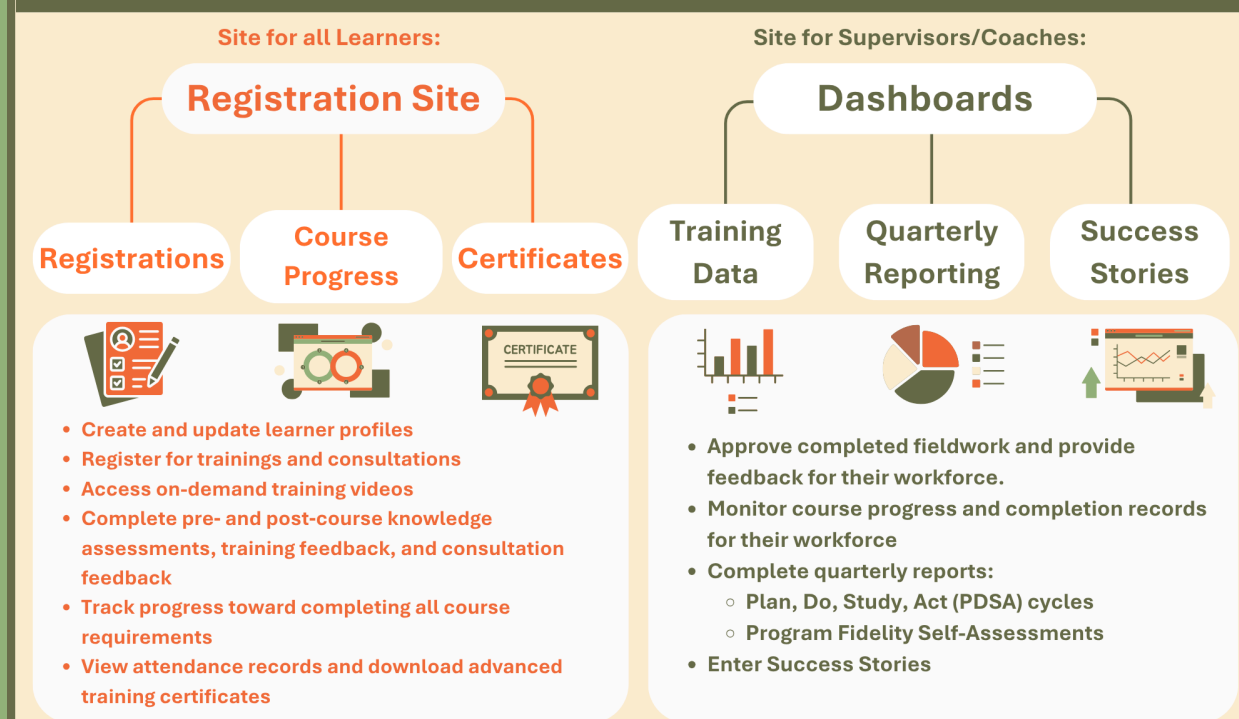 Site for all Learners:
Registration Site
Registrations
Course
Progress
Certificates
CERTIFICATE
• Create and update learner profiles
• Register for trainings and consultations
• Access on-demand training videos
• Complete pre- and post-course knowledge
assessments, training feedback, and consultation
feedback
• Track progress toward completing all course
requirements
• View attendance records and download advanced
training certificates
Site for Supervisors/Coaches:
Dashboards
Training
Data
Quarterly
Reporting
Success
Stories
• Approve completed fieldwork and provide
feedback for their workforce.
• Monitor course progress and completion records
for their workforce
• Complete quarterly reports:
○ Plan, Do, Study, Act (PDSA) cycles
○ Program Fidelity Self-Assessments
• Enter Success Stories